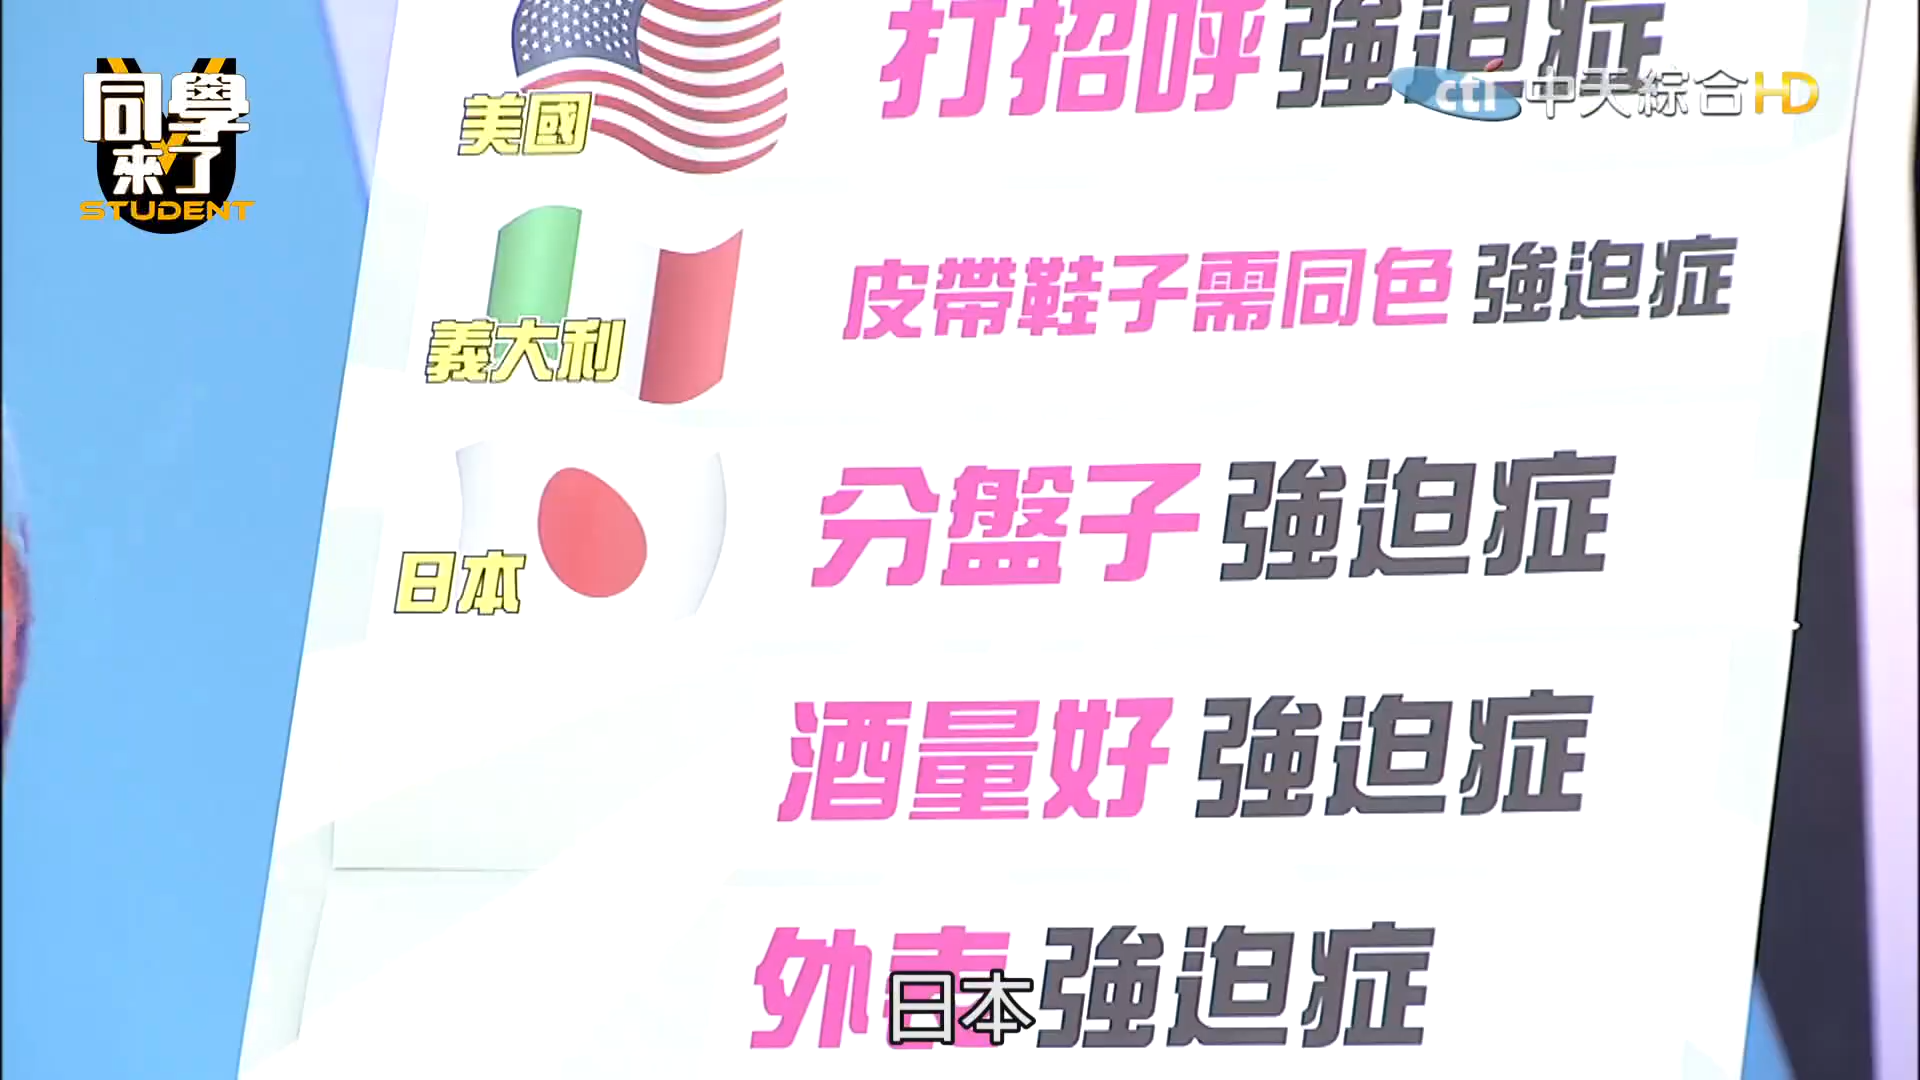 打招呼強迫症
美國
cti 中天綜合HD
同學
來了
STUDENT
皮帶鞋子需同色 強迫症
義大利
分盤子 強迫症
日本
酒量好 強迫症
外表強迫症
日本